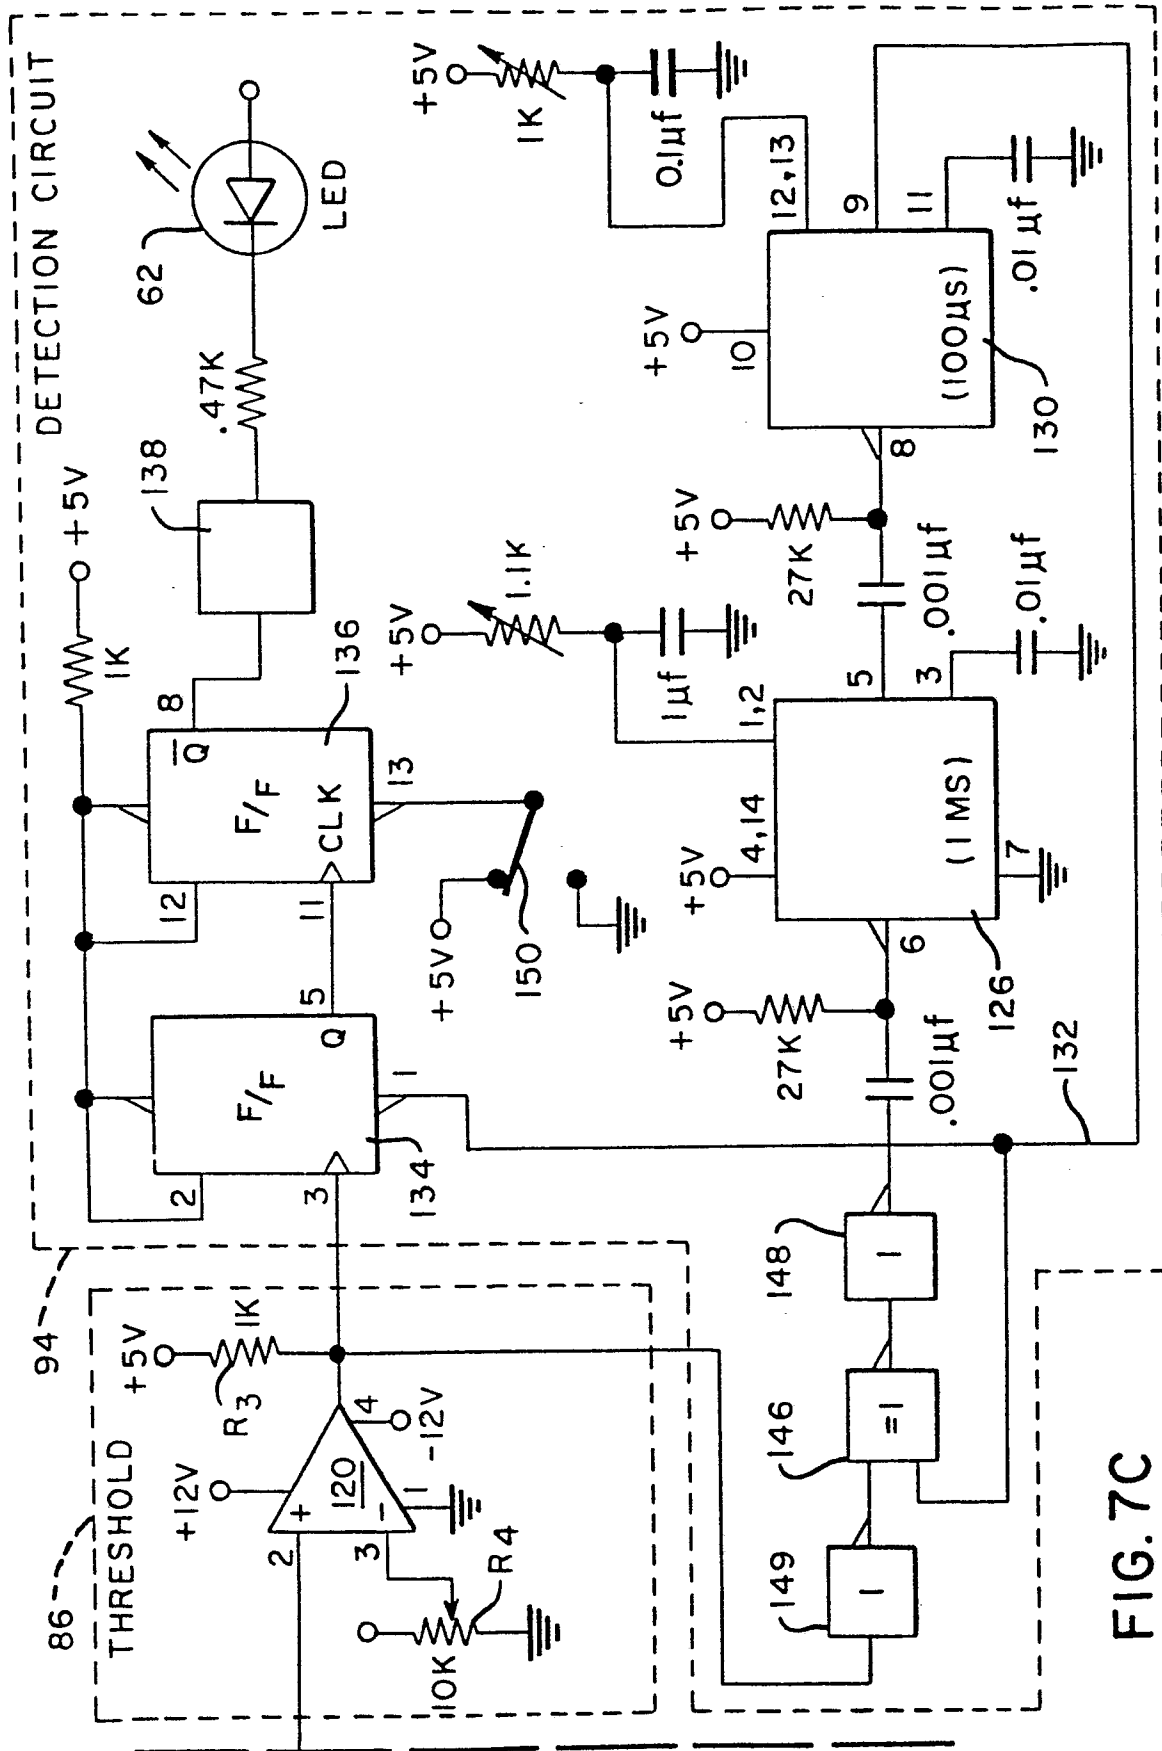 DETECTION CIRCUIT
94
86
THRESHOLD
+5V
1K
R3
+12V
2
+
120
-
3
4
-12V
1
R4
10K
+5V
1K
2
3
F/F
Q
5
1
134
12
11
F/F
CLK
Q̅
8
13
136
138
.47K
62
LED
+5V
150
+5V
1.1K
1µf
1,2
+5V
4,14
(1 MS)
7
126
6
5
3
.01µf
+5V
27K
.001µf
+5V
27K
.001µf
8
+5V
10
(100µs)
130
12,13
9
11
.01µf
+5V
1K
0.1µf
132
149
1
146
=1
148
1
FIG. 7C